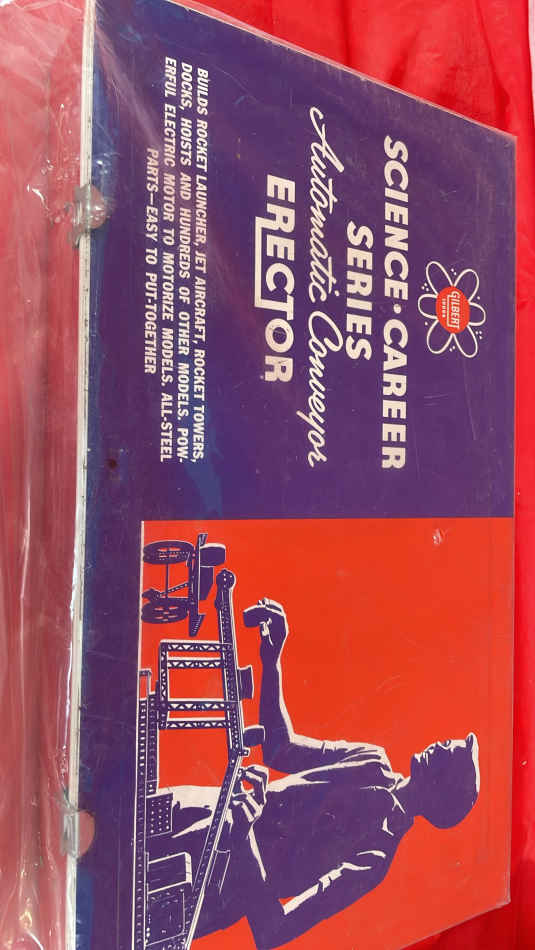 GILBERT
SCIENCE·CAREER
SERIES
Automatic Conveyor
ERECTOR
BUILDS ROCKET LAUNCHER, JET AIRCRAFT, ROCKET TOWERS,
DOCKS, HOISTS AND HUNDREDS OF OTHER MODELS. POW-
ERFUL ELECTRIC MOTOR TO MOTORIZE MODELS. ALL-STEEL
PARTS—EASY TO PUT-TOGETHER